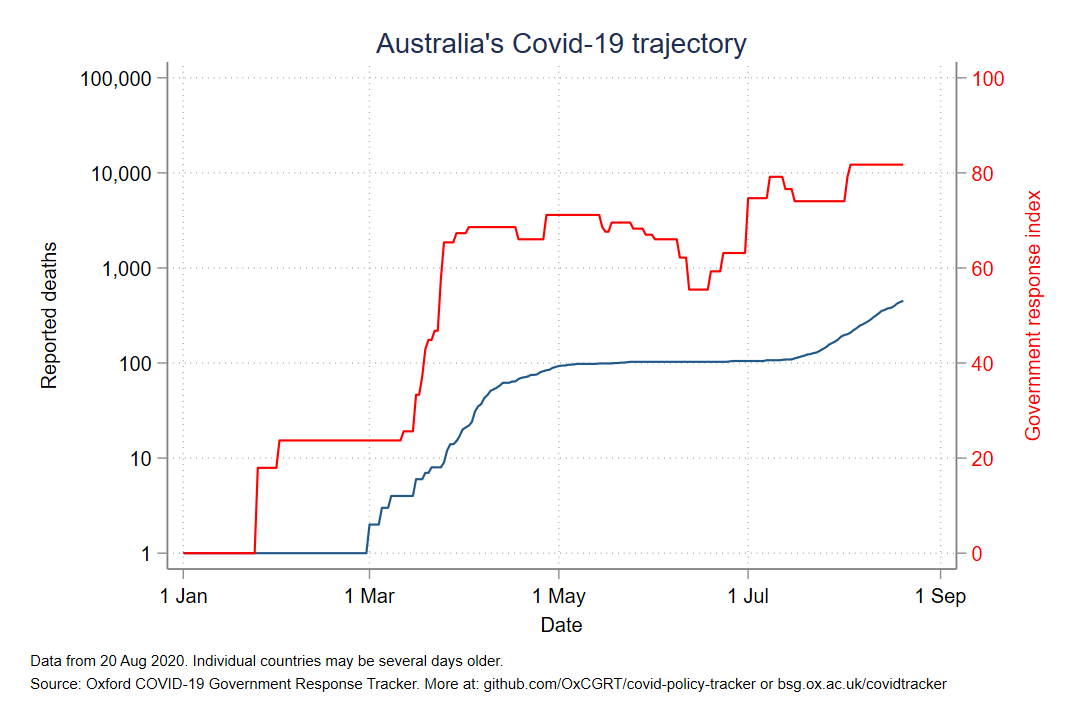 Australia's Covid-19 trajectory
100,000
10,000
1,000
100
10
1
Reported deaths
100
80
60
40
20
0
Government response index
1 Jan
1 Mar
1 May
1 Jul
1 Sep
Date
Data from 20 Aug 2020. Individual countries may be several days older.
Source: Oxford COVID-19 Government Response Tracker. More at: github.com/OxCGRT/covid-policy-tracker or bsg.ox.ac.uk/covidtracker